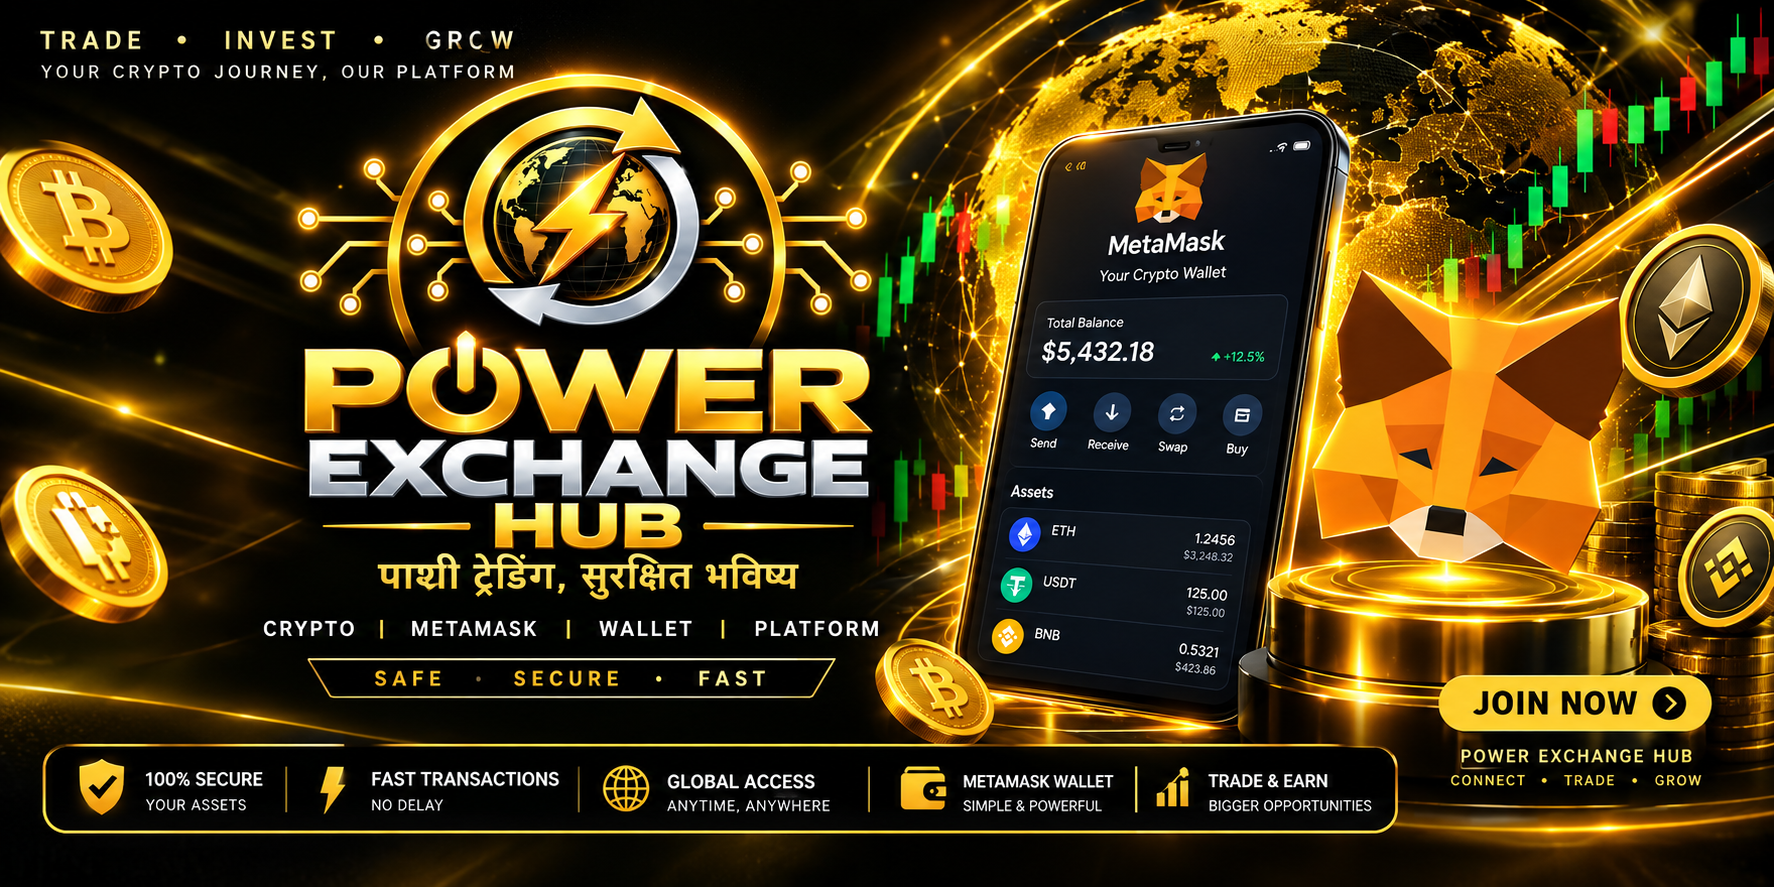 TRADE • INVEST • GROW
YOUR CRYPTO JOURNEY, OUR PLATFORM
POWER
EXCHANGE
HUB
ट्रेडिंग, सुरक्षित भविष्य
CRYPTO | METAMASK | WALLET | PLATFORM
SAFE • SECURE • FAST
MetaMask
Your Crypto Wallet
Total Balance
$5,432.18 +12.5%
Send Receive Swap Buy
Assets
ETH 1.2456
$3,248.32
USDT 125.00
$125.00
BNB 0.5321
$423.86
JOIN NOW
POWER EXCHANGE HUB
CONNECT • TRADE • GROW
100% SECURE
YOUR ASSETS
FAST TRANSACTIONS
NO DELAY
GLOBAL ACCESS
ANYTIME, ANYWHERE
METAMASK WALLET
SIMPLE & POWERFUL
TRADE & EARN
BIGGER OPPORTUNITIES